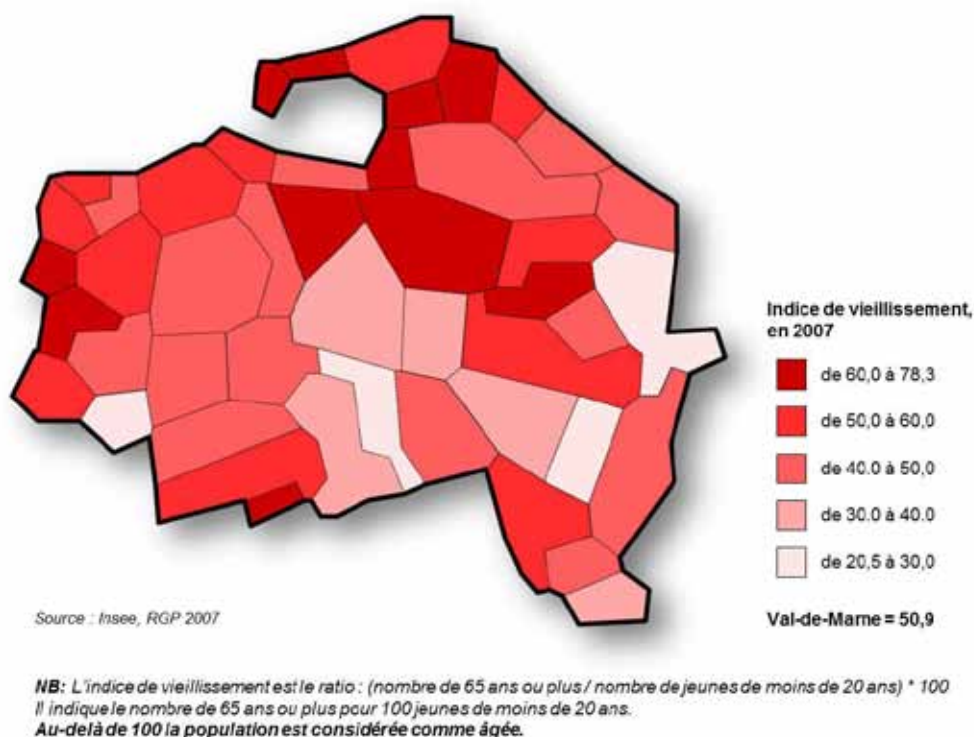 Indice de vieillissement,
en 2007
de 60,0 à 78,3
de 50,0 à 60,0
de 40.0 à 50,0
de 30.0 à 40.0
de 20,5 à 30,0
Val-de-Marne = 50,9
Source : Insee, RGP 2007
NB: L'indice de vieillissement est le ratio : (nombre de 65 ans ou plus / nombre de jeunes de moins de 20 ans) * 100
Il indique le nombre de 65 ans ou plus pour 100 jeunes de moins de 20 ans.
Au-delà de 100 la population est considérée comme âgée.